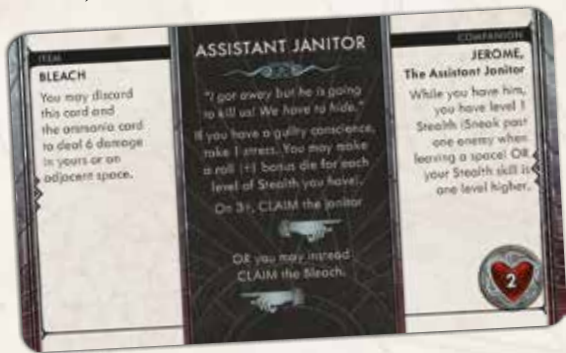 ITEM
BLEACH
You may discard
this card and
the ammonia card
to deal 6 damage
in yours or an
adjacent space.
ASSISTANT JANITOR
"I got away but he is going
to kill us! We have to hide."
If you have a guilty conscience,
take 1 stress. You may make
a roll (+1 bonus die for each
level of Stealth you have).
On 3+, CLAIM the janitor
OR you may instead
CLAIM the Bleach.
COMPANION
JEROME,
The Assistant Janitor
While you have him,
you have level 1
Stealth (Sneak past
one enemy when
leaving a space) OR
your Stealth skill is
one level higher.
2